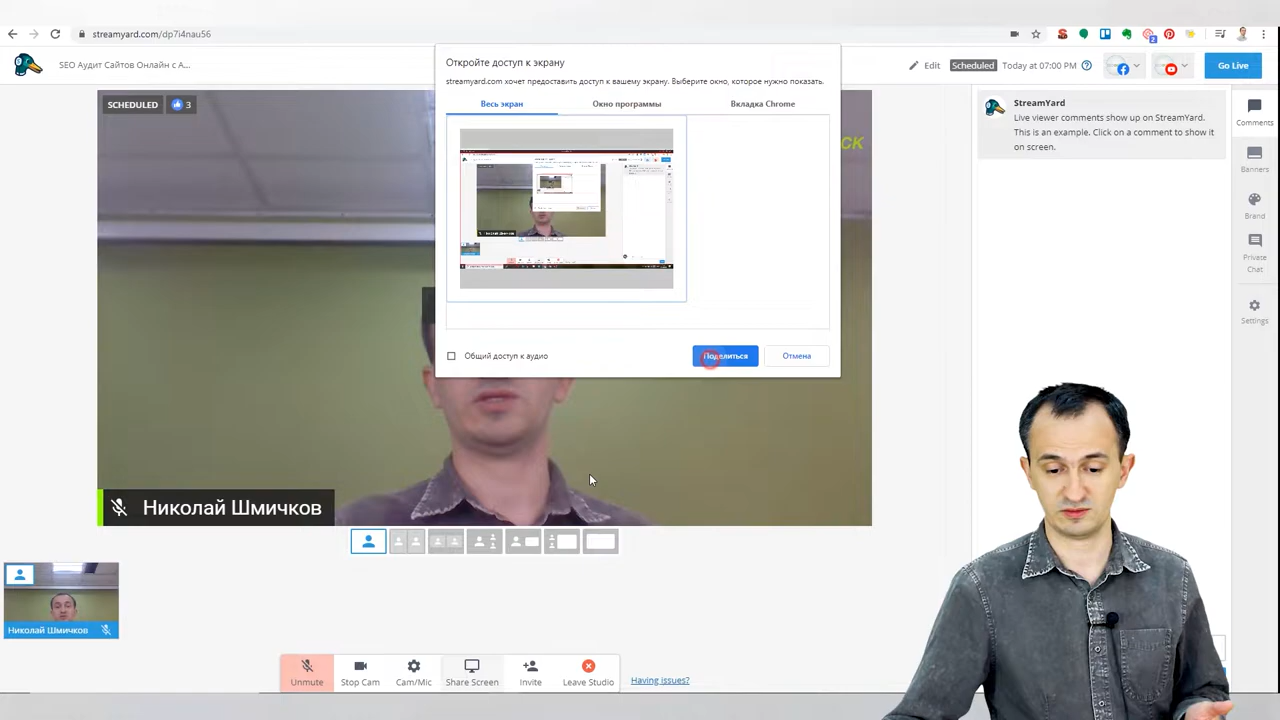 streamyard.com/dp7i4nau56
2
SEO Аудит Сайтов Онлайн с А...
Edit
Scheduled
Today at 07:00 PM
Go Live
Откройте доступ к экрану
streamyard.com хочет предоставить доступ к вашему экрану. Выберите окно, которое нужно показать.
Весь экран
Окно программы
Вкладка Chrome
Общий доступ к аудио
Поделиться
Отмена
SCHEDULED
3
СК
StreamYard
Live viewer comments show up on StreamYard.
This is an example. Click on a comment to show it
on screen.
Comments
Banners
Brand
Private
Chat
Settings
Николай Шмичков
Николай Шмичков
Unmute
Stop Cam
Cam/Mic
Share Screen
Invite
Leave Studio
Having issues?